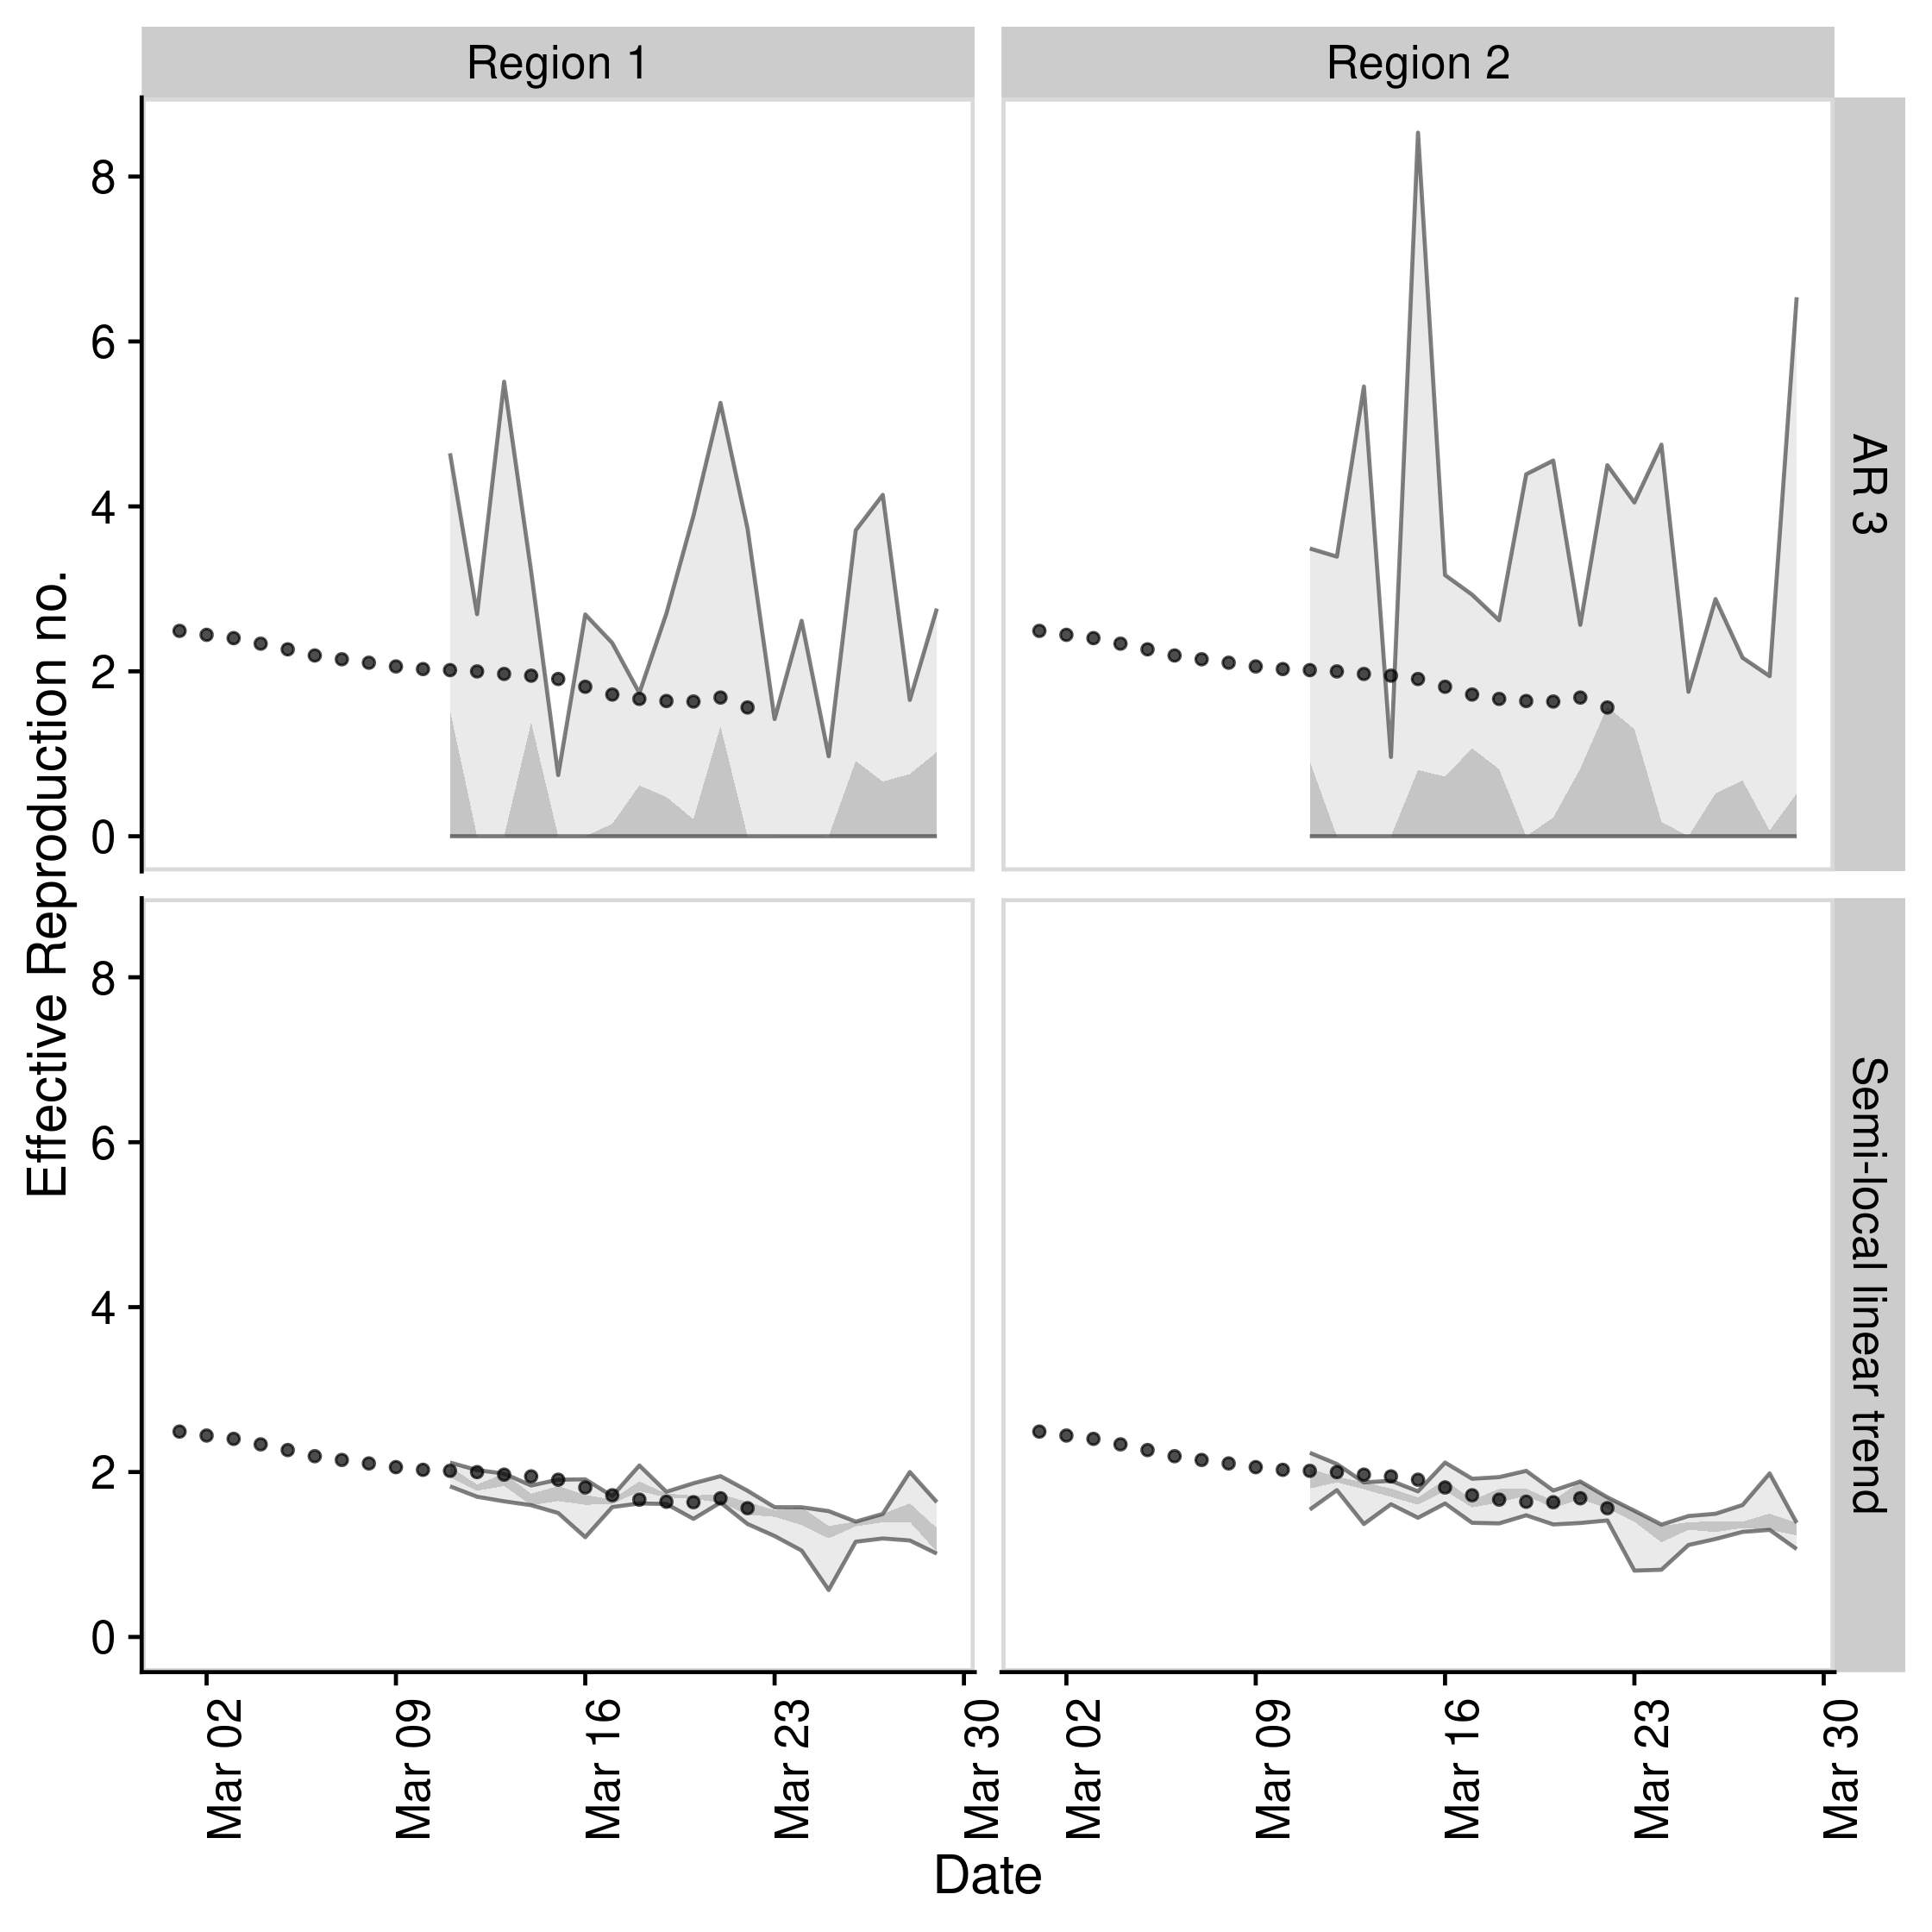 Region 1
Region 2
Effective Reproduction no.
8
6
4
2
0
AR 3
8
6
4
2
0
Semi-local linear trend
Mar 02
Mar 09
Mar 16
Mar 23
Mar 30
Mar 02
Mar 09
Mar 16
Mar 23
Mar 30
Date